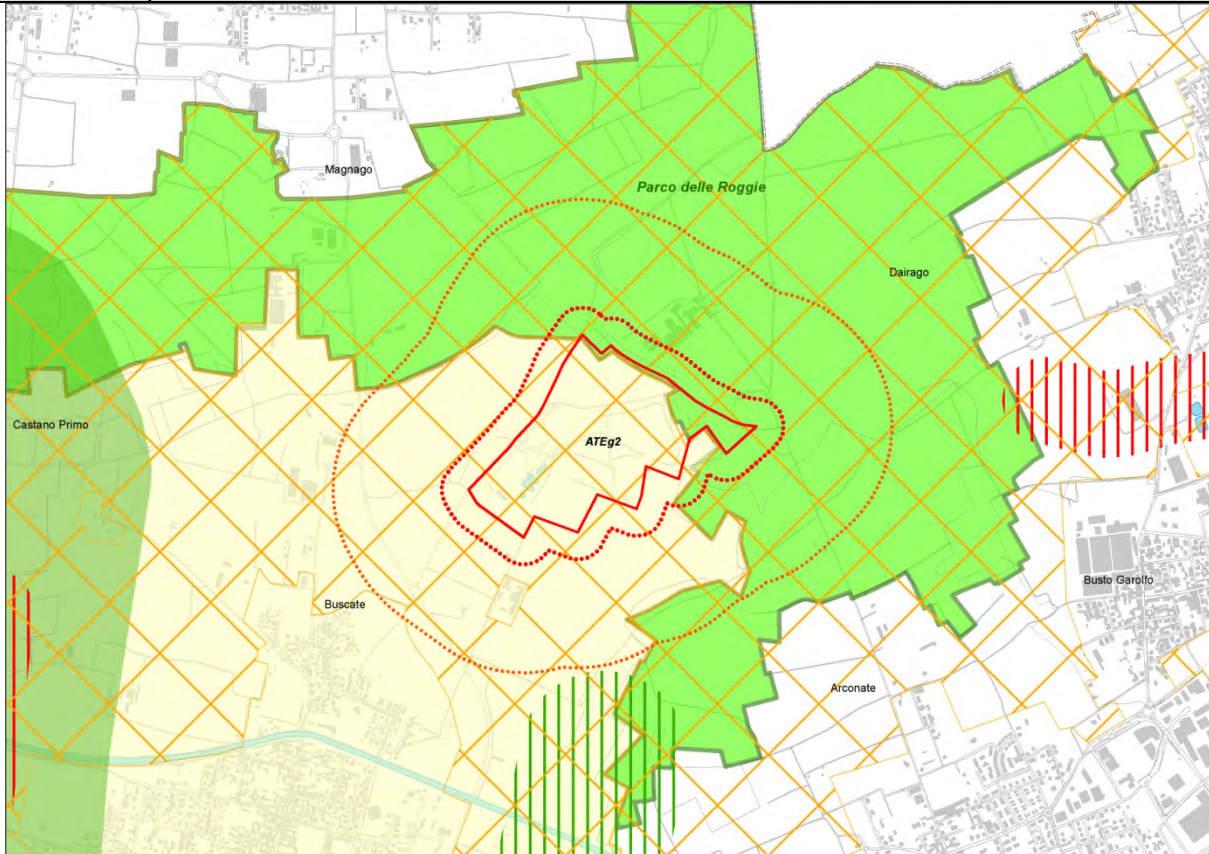 Magnago
Parco delle Roggie
Dairago
Castano Primo
ATEg2
Busto Garolfo
Buscate
Arconate